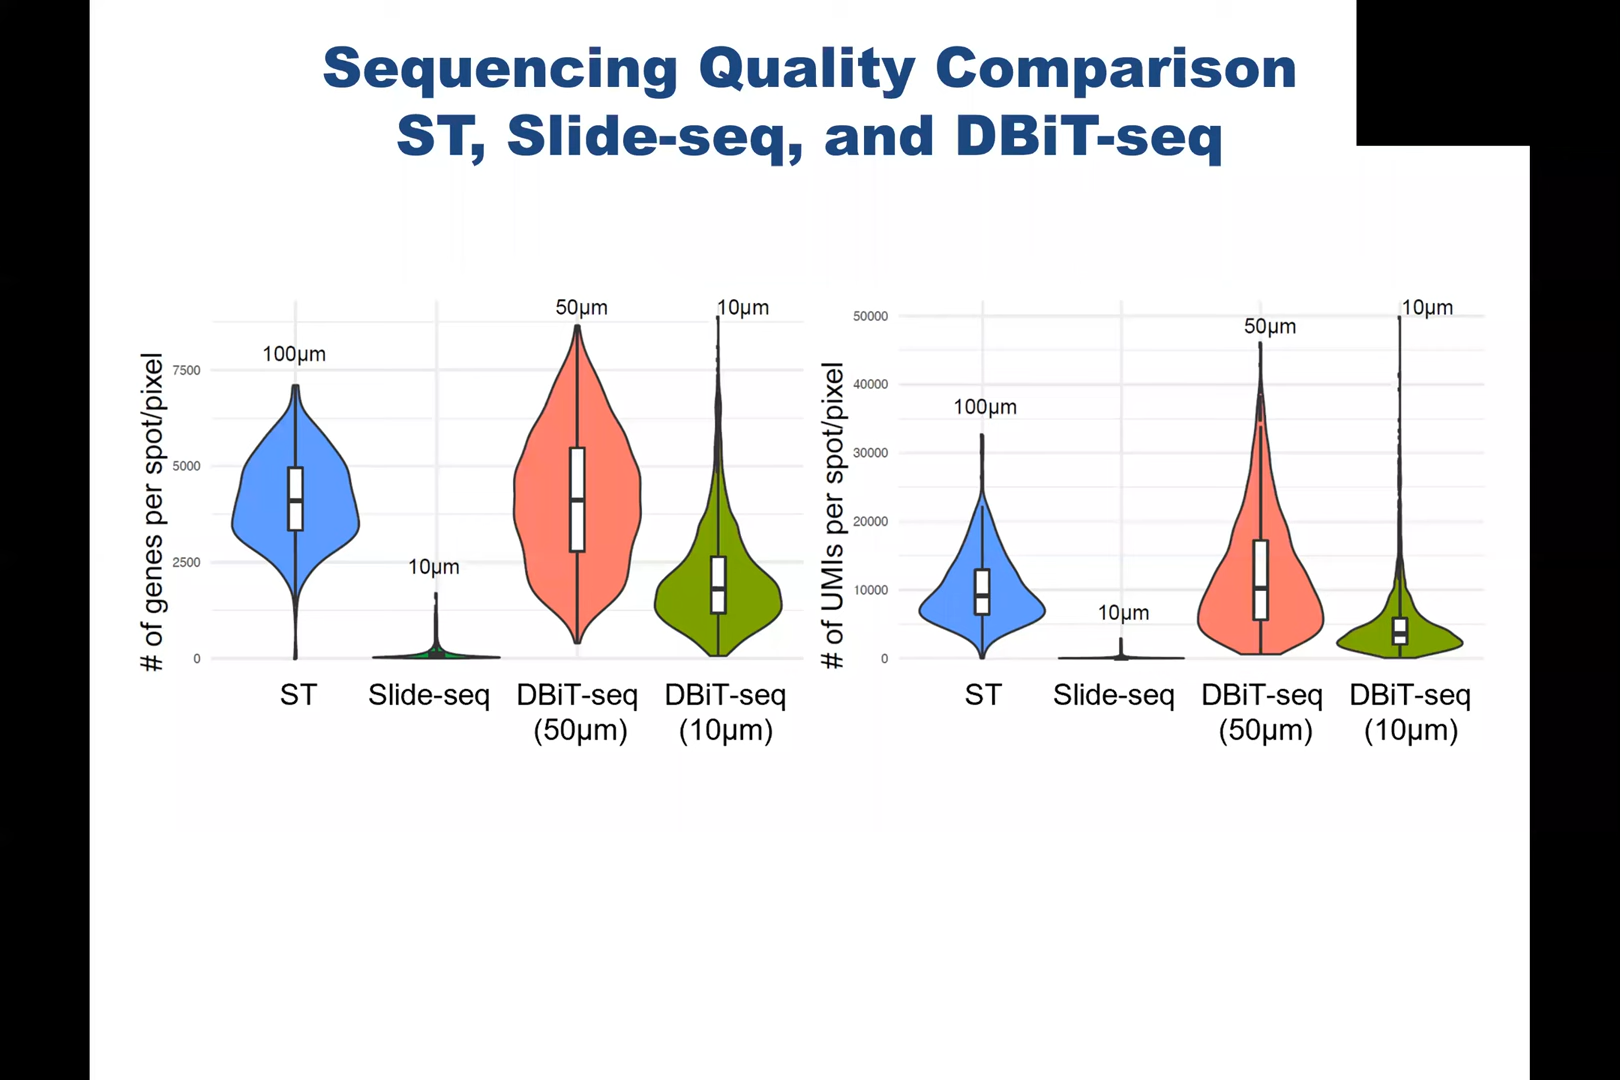 Sequencing Quality Comparison
ST, Slide-seq, and DBiT-seq
# of genes per spot/pixel
7500
5000
2500
0
100µm
10µm
50µm
10µm
ST
Slide-seq
DBiT-seq
(50µm)
DBiT-seq
(10µm)
# of UMIs per spot/pixel
50000
40000
30000
20000
10000
0
100µm
10µm
50µm
10µm
ST
Slide-seq
DBiT-seq
(50µm)
DBiT-seq
(10µm)